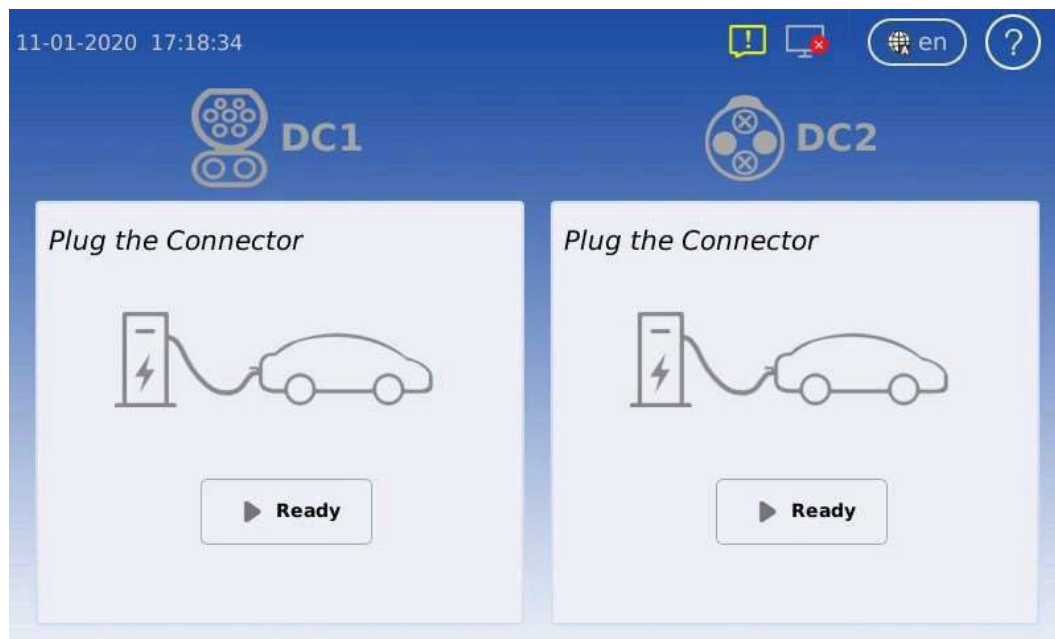 11-01-2020 17:18:34
en
?
DC1
DC2
Plug the Connector
Plug the Connector
Ready
Ready